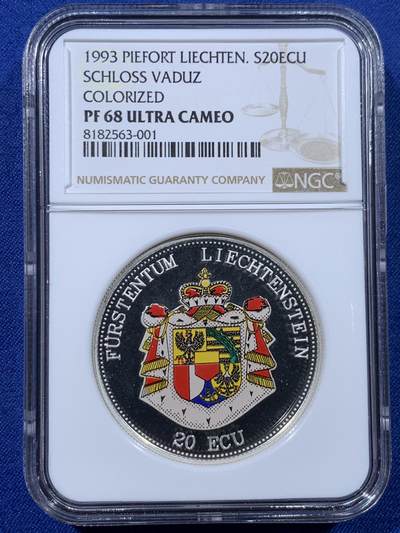 1993 PIEFORT LIECHTEN. S20ECU
SCHLOSS VADUZ
COLORIZED
PF 68 ULTRA CAMEO
8182563-001
NUMISMATIC GUARANTY COMPANY
NGC
FÜRSTENTUM LIECHTENSTEIN
20 ECU